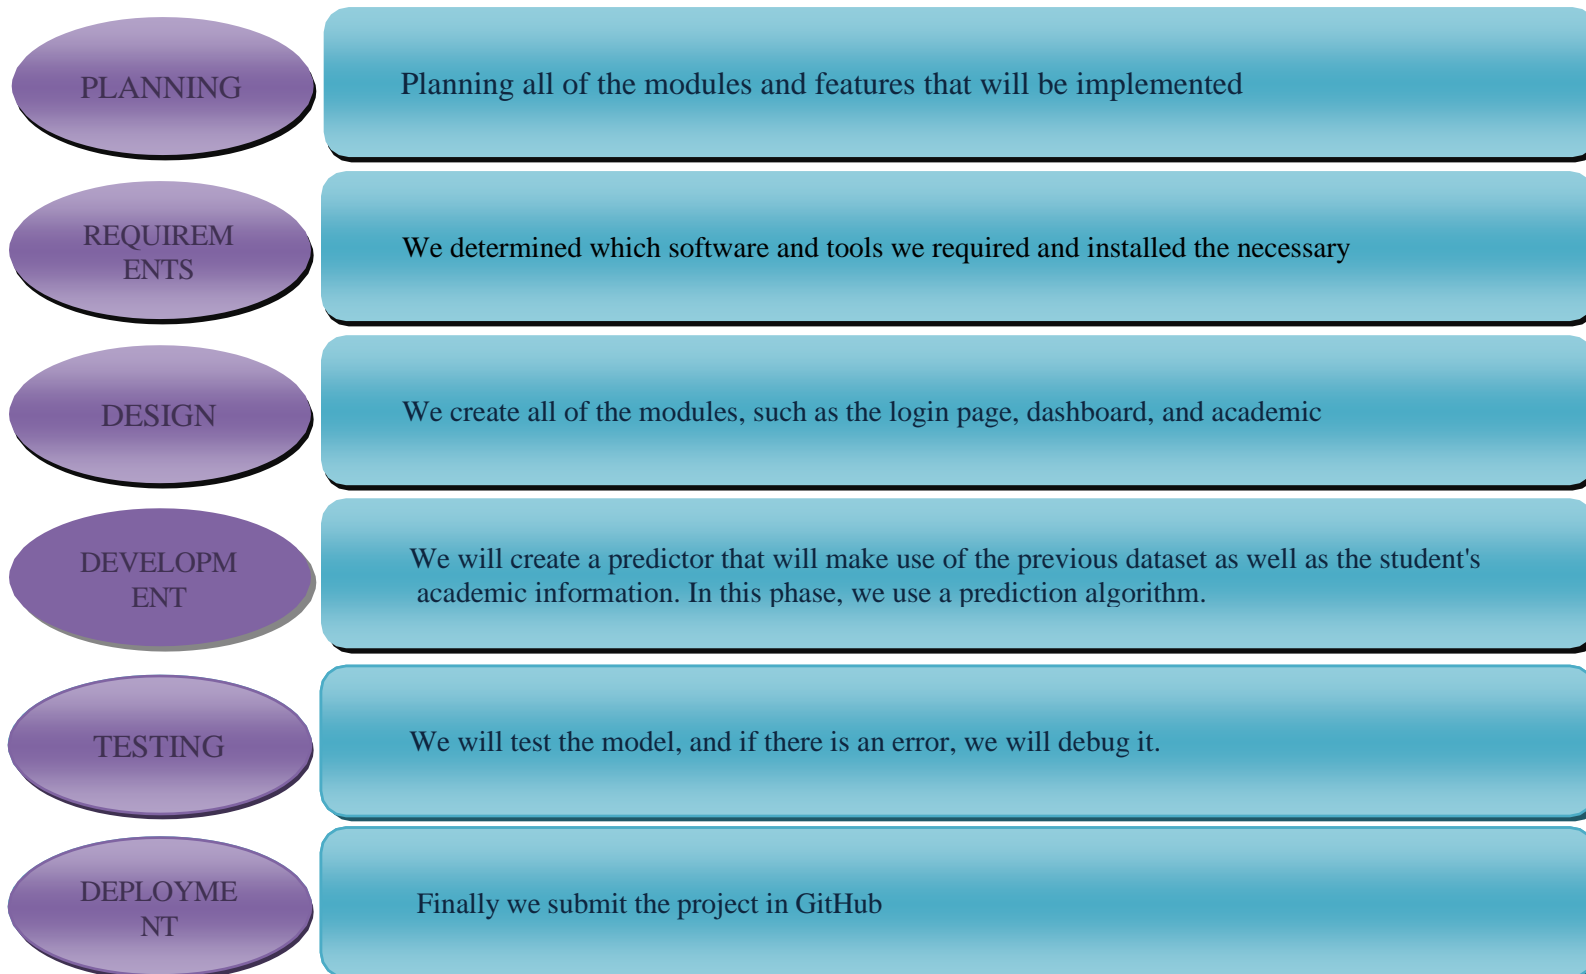 PLANNING
Planning all of the modules and features that will be implemented
REQUIREM
ENTS
We determined which software and tools we required and installed the necessary
DESIGN
We create all of the modules, such as the login page, dashboard, and academic
DEVELOPM
ENT
We will create a predictor that will make use of the previous dataset as well as the student's
academic information. In this phase, we use a prediction algorithm.
TESTING
We will test the model, and if there is an error, we will debug it.
DEPLOYME
NT
Finally we submit the project in GitHub